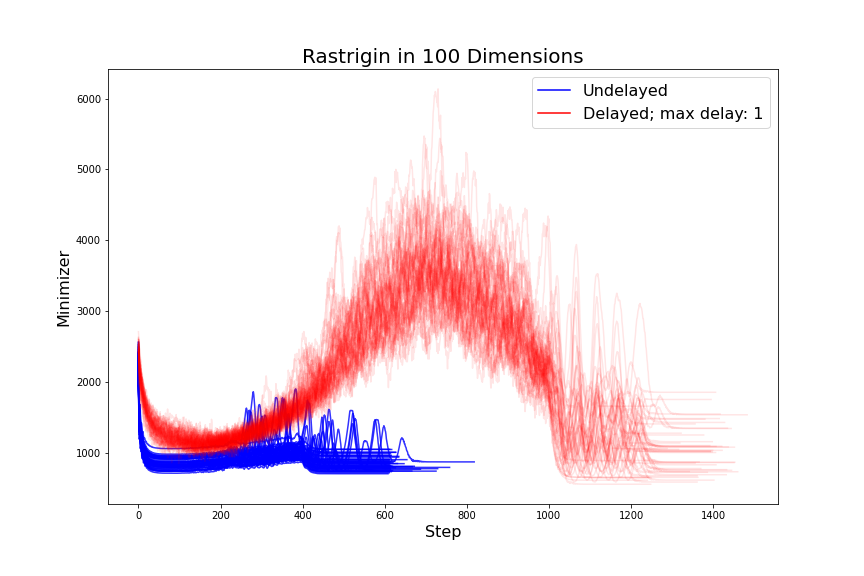 Rastrigin in 100 Dimensions
Undelayed
Delayed; max delay: 1
6000
5000
4000
3000
2000
1000
Minimizer
0 200 400 600 800 1000 1200 1400
Step